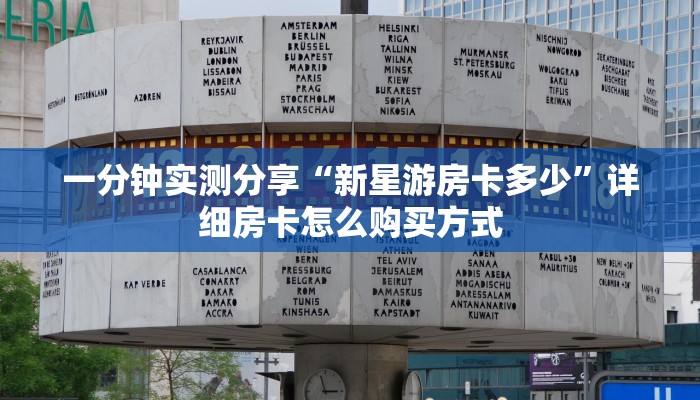 ERIA
REYKJAVIK
DUBLIN
LONDON
LISSABON
MADEIRA
BISSAU
AMSTERDAM
BERLIN
BRÜSSEL
BUDAPEST
MADRID
PARIS
PRAG
STOCKHOLM
WARSCHAU
HELSINKI
RIGA
TALLINN
WILNA
MINSK
KIEW
BUKAREST
SOFIA
NIKOSIA
MURMANSK
ST. PETERSBURG
MOSKAU
NISCHNIJ
NOWGOROD
WOLGOGRAD
BAKU
TIFLIS
ERIWAN
JEKATERINBURG
ASCHGABAT
BISCHKEK
DUSCHANBE
OSTGRÖNLAND
AZOREN
一分钟实测分享“新星游房卡多少”详
细房卡怎么购买方式
KAP VERDE
CASABLANCA
CONAKRY
DAKAR
BAMAKO
ACCRA
KOPENHAGEN
WIEN
BERN
PRESSBURG
BELGRAD
ROM
TUNIS
KINSHASA
ISTANBUL
ATHEN
TEL AVIV
JERUSALEM
BEIRUT
DAMASKUS
KAIRO
KAPSTADT
BAGDAD
ADEN
SANAA
ADDIS ABEBA
MOGADISCHU
DARESSALAM
ANTANANARIVO
KUWAIT
KABUL +30
MAURITIUS
NEW DELHI +30
KARACHI
COLOMBO +30